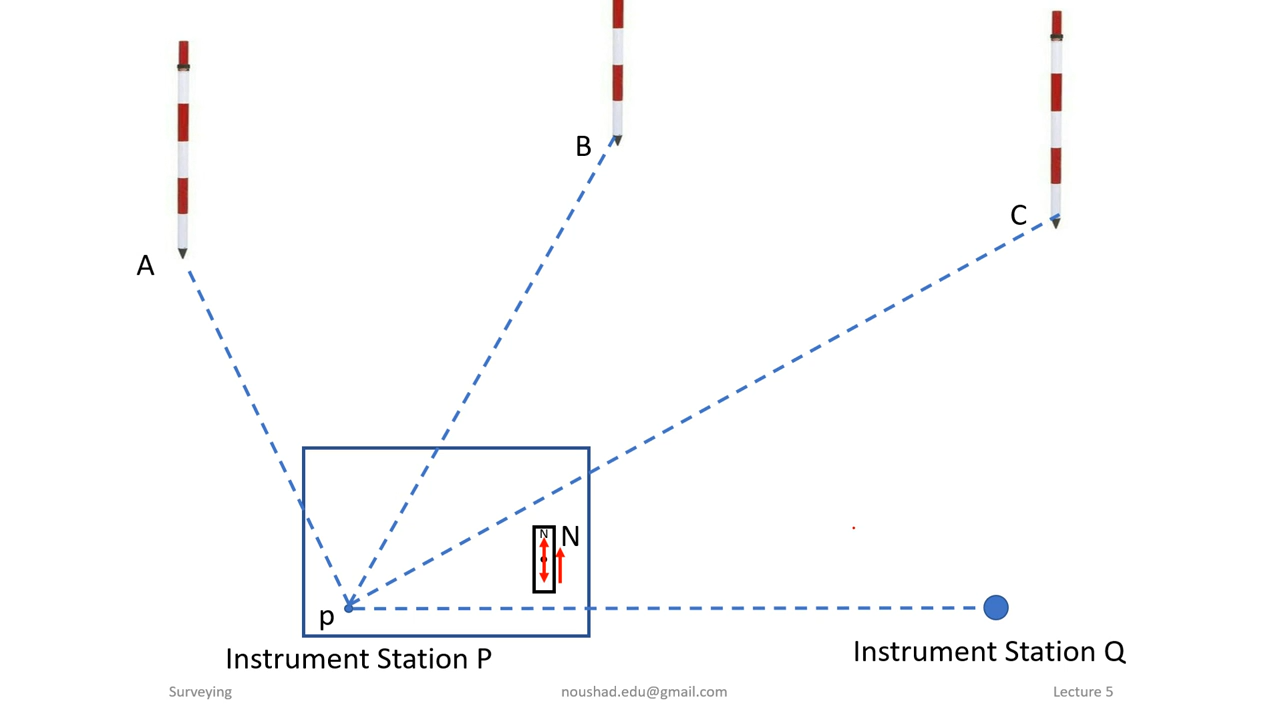 B
C
A
N
N
p
Instrument Station P
Instrument Station Q
Surveying
noushad.edu@gmail.com
Lecture 5